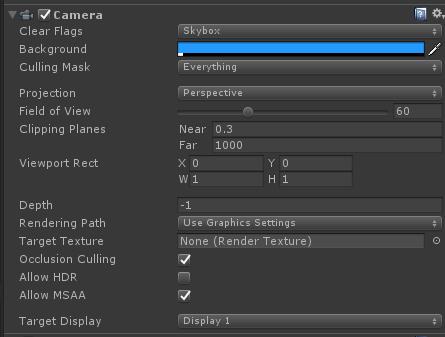 Camera
Clear Flags Skybox
Background
Culling Mask Everything
Projection Perspective
Field of View 60
Clipping Planes Near 0.3
Far 1000
Viewport Rect X 0 Y 0
W 1 H 1
Depth -1
Rendering Path Use Graphics Settings
Target Texture None (Render Texture)
Occlusion Culling
Allow HDR
Allow MSAA
Target Display Display 1